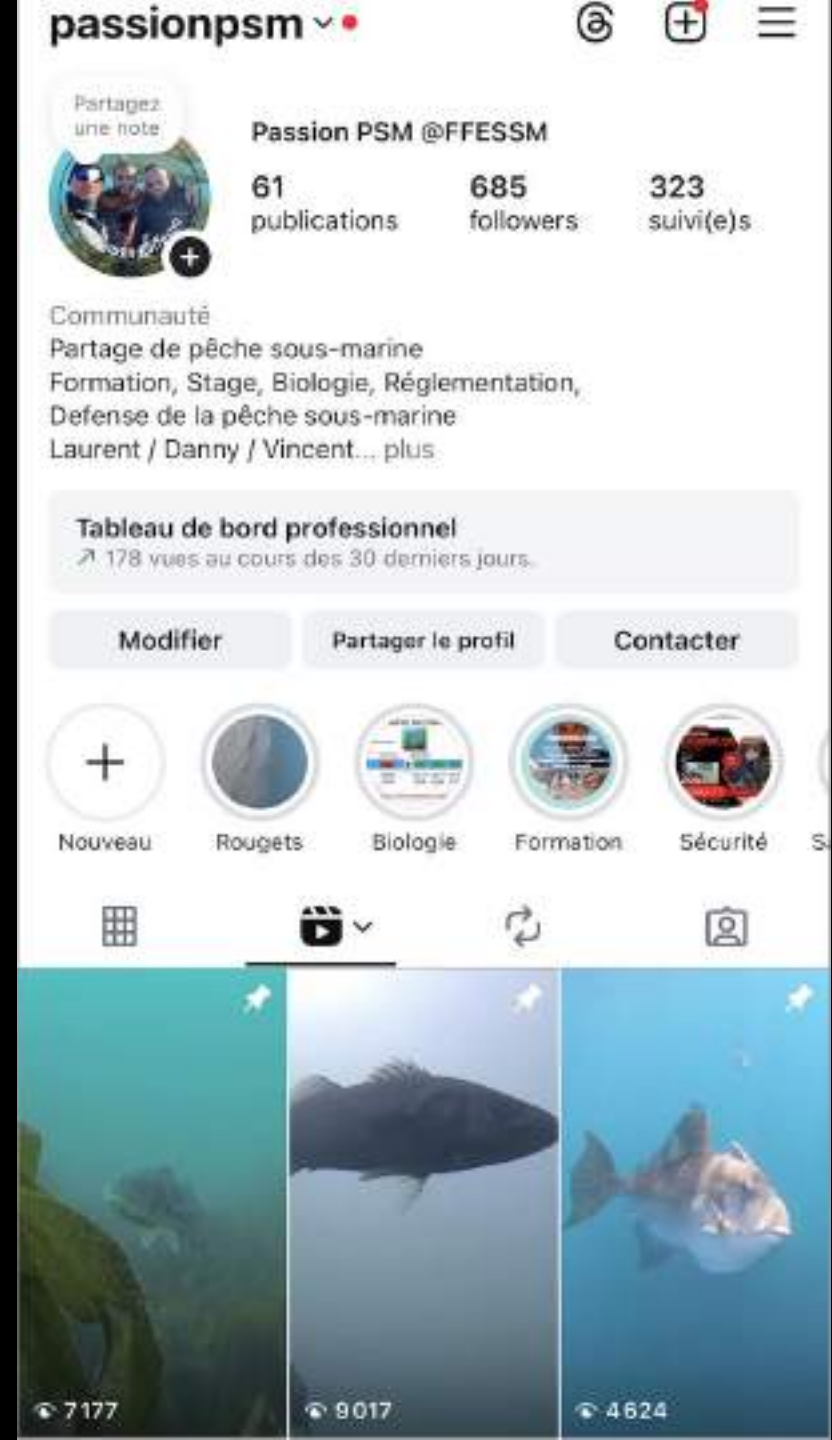 passionpsm
Partagez
une note
Passion PSM @FFESSM
61 685 323
publications followers suivi(e)s
Communauté
Partage de pêche sous-marine
Formation, Stage, Biologie, Réglementation,
Defense de la pêche sous-marine
Laurent / Danny / Vincent... plus
Tableau de bord professionnel
178 vues au cours des 30 derniers jours.
Modifier Partager le profil Contacter
Nouveau Rougets Biologie Formation Sécurité
7177 9017 4624